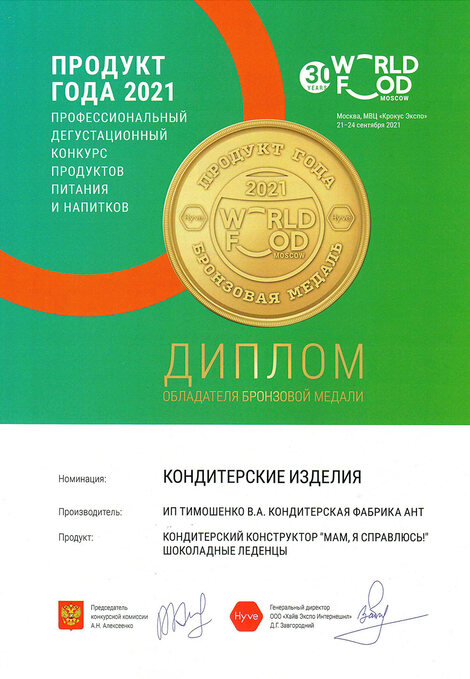 ПРОДУКТ
ГОДА 2021
ПРОФЕССИОНАЛЬНЫЙ
ДЕГУСТАЦИОННЫЙ
КОНКУРС
ПРОДУКТОВ
ПИТАНИЯ
И НАПИТКОВ
30 YEARS
WORLD
FOOD
MOSCOW
Москва, МВЦ «Крокус Экспо»
21–24 сентября 2021
ПРОДУКТ ГОДА
2021
Hyve
WORLD
FOOD
MOSCOW
Hyve
БРОНЗОВАЯ МЕДАЛЬ
ДИПЛОМ
ОБЛАДАТЕЛЯ БРОНЗОВОЙ МЕДАЛИ
Номинация: КОНДИТЕРСКИЕ ИЗДЕЛИЯ
Производитель: ИП ТИМОШЕНКО В.А. КОНДИТЕРСКАЯ ФАБРИКА АНТ
Продукт: КОНДИТЕРСКИЙ КОНСТРУКТОР "МАМ, Я СПРАВЛЮСЬ!"
ШОКОЛАДНЫЕ ЛЕДЕНЦЫ
Председатель
конкурсной комиссии
А.Н. Алексеенко
Hyve
Генеральный директор
ООО «Хайв Экспо Интернешнл»
Д.Г. Завгородний